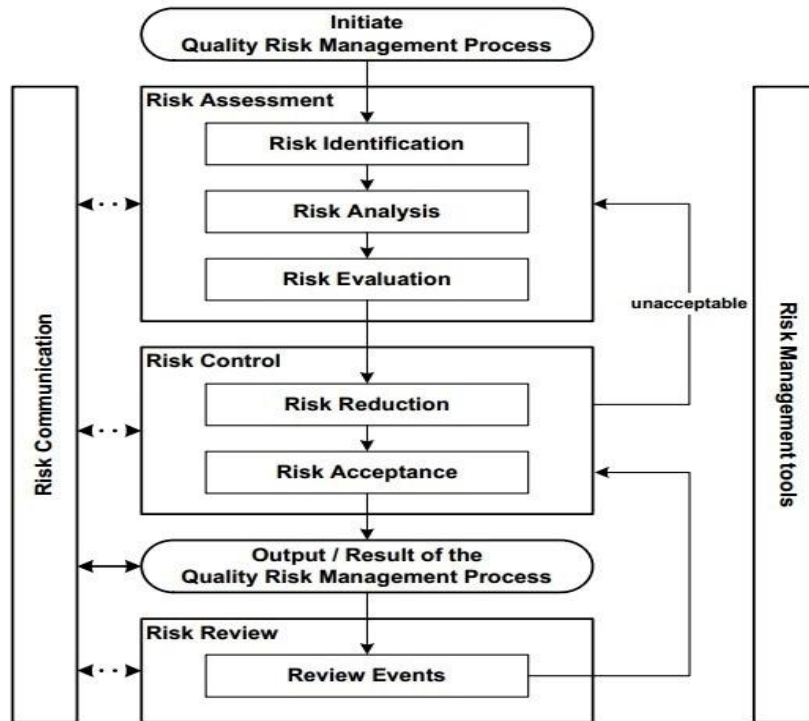 Initiate
Quality Risk Management Process
Risk Assessment
Risk Identification
Risk Analysis
Risk Evaluation
unacceptable
Risk Control
Risk Reduction
Risk Acceptance
Output / Result of the
Quality Risk Management Process
Risk Review
Review Events
Risk Communication
Risk Management tools